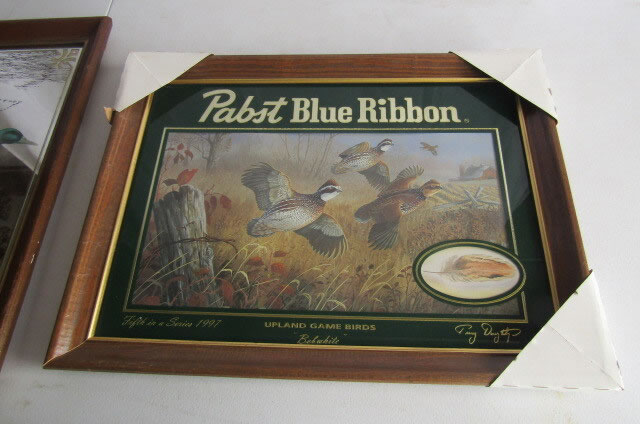 Pabst Blue Ribbon®
Fifth in a Series 1997
UPLAND GAME BIRDS
Bobwhite